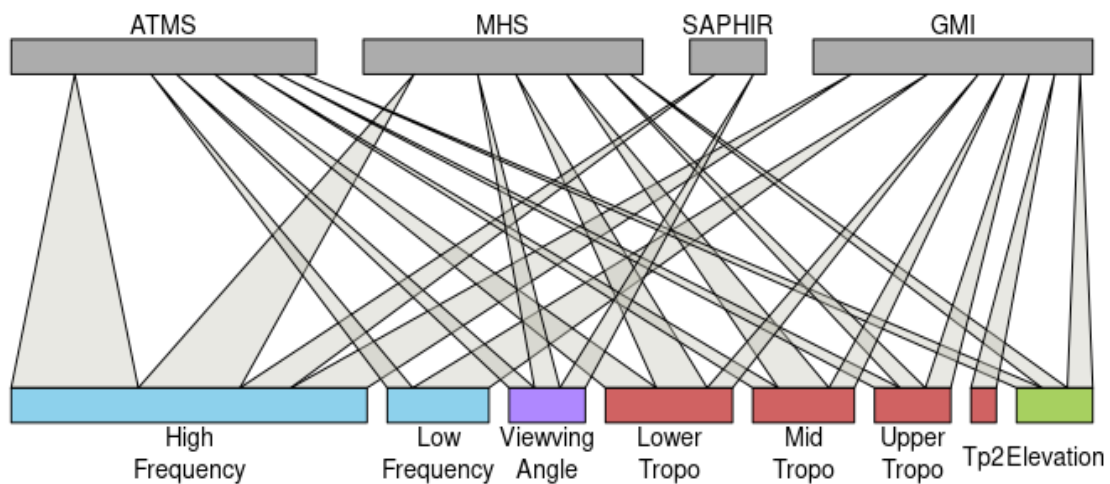 ATMS MHS SAPHIR GMI
High Low Viewving Lower Mid Upper
Frequency Frequency Angle Tropo Tropo Tropo Tp2 Elevation